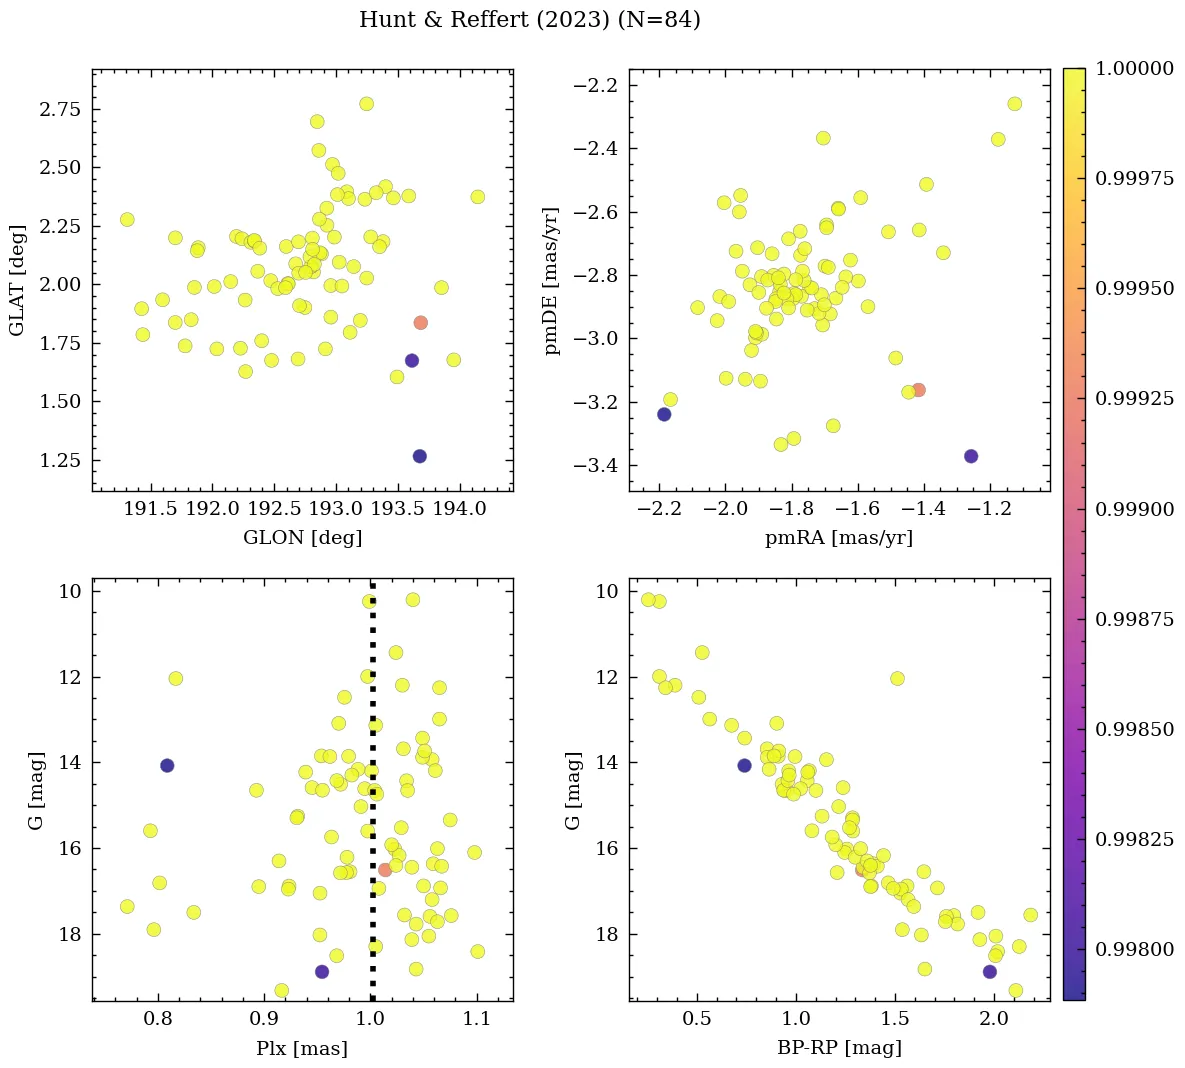 Hunt & Reffert (2023) (N=84)
2.75
2.50
2.25
2.00
1.75
1.50
1.25
GLAT [deg]
191.5 192.0 192.5 193.0 193.5 194.0
GLON [deg]
−2.2
−2.4
−2.6
−2.8
−3.0
−3.2
−3.4
pmDE [mas/yr]
−2.2 −2.0 −1.8 −1.6 −1.4 −1.2
pmRA [mas/yr]
10
12
14
16
18
G [mag]
0.8 0.9 1.0 1.1
Plx [mas]
10
12
14
16
18
G [mag]
0.5 1.0 1.5 2.0
BP-RP [mag]
1.00000
0.99975
0.99950
0.99925
0.99900
0.99875
0.99850
0.99825
0.99800